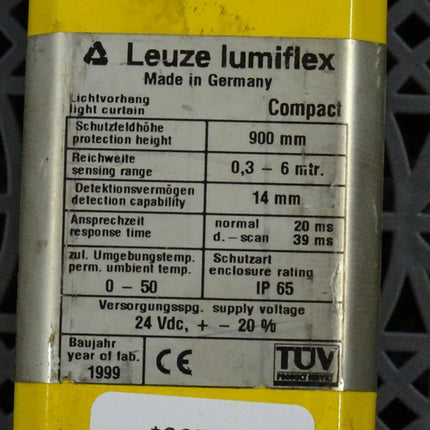 Leuze lumiflex
Made in Germany
Lichtvorhang
light curtain
Compact
Schutzfeldhöhe
protection height
900 mm
Reichweite
sensing range
0,3 – 6 mtr.
Detektionsvermögen
detection capability
14 mm
Ansprechzeit
response time
normal 20 ms
d.–scan 39 ms
zul. Umgebungstemp.
perm. umbient temp.
0 – 50
Schutzart
enclosure rating
IP 65
Versorgungsspg. supply voltage
24 Vdc, + – 20 %
Baujahr
year of fab.
1999
CE
TÜV
PRODUCT SERVICE